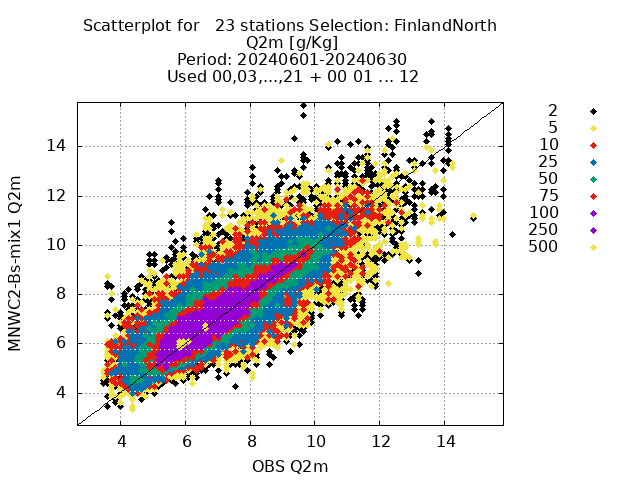 Scatterplot for   23 stations Selection: FinlandNorth
Q2m [g/Kg]
Period: 20240601-20240630
Used 00,03,...,21 + 00 01 ... 12
2
5
10
25
50
75
100
250
500
14
12
10
8
6
4
MNWC2-Bs-mix1 Q2m
4 6 8 10 12 14
OBS Q2m